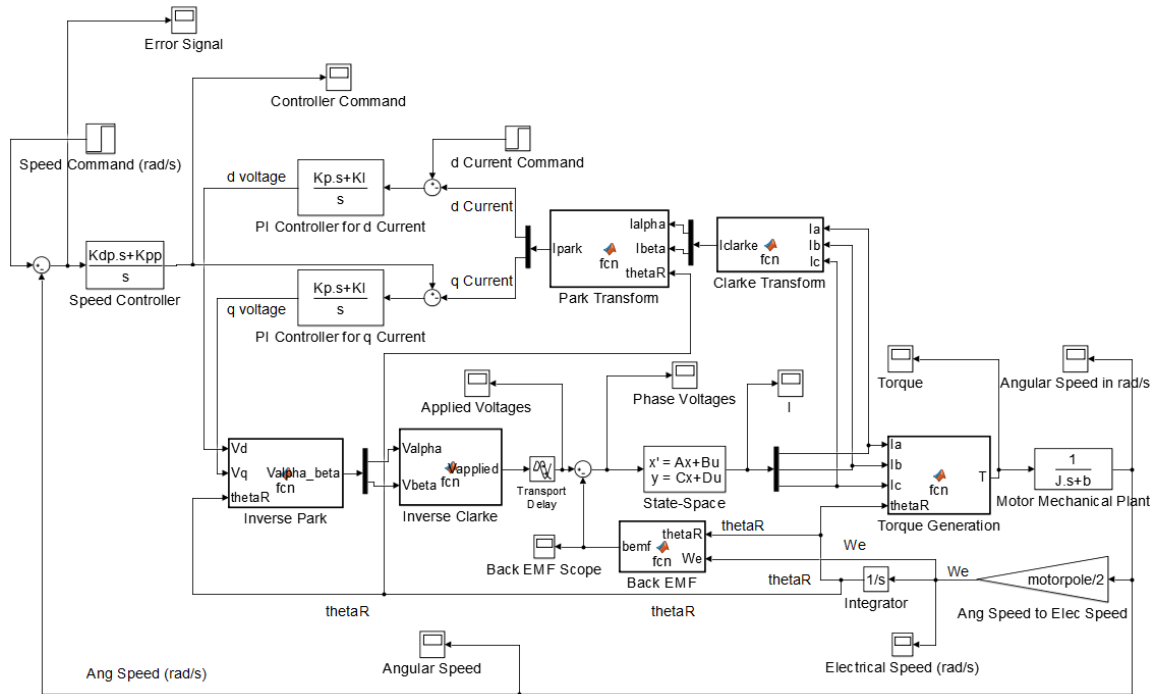 Error Signal
Controller Command
Speed Command (rad/s)
d Current Command
d voltage
Kp.s+KI
s
PI Controller for d Current
d Current
Ialpha
Ibeta
thetaR
Ipark
fcn
Park Transform
Iclarke
Ia
Ib
Ic
fcn
Clarke Transform
Kdp.s+Kpp
s
Speed Controller
q Current
Kp.s+KI
s
q voltage
PI Controller for q Current
Torque
Angular Speed in rad/s
Applied Voltages
Phase Voltages
I
Vd
Vq
thetaR
Valpha_beta
fcn
Inverse Park
Valpha
Vbeta
Vapplied
fcn
Inverse Clarke
Transport
Delay
x' = Ax+Bu
y = Cx+Du
State-Space
Ia
Ib
Ic
thetaR
T
fcn
Torque Generation
1
J.s+b
Motor Mechanical Plant
thetaR
bemf
thetaR
We
fcn
Back EMF
Back EMF Scope
We
thetaR
1/s
Integrator
We
motorpole/2
Ang Speed to Elec Speed
thetaR
thetaR
Electrical Speed (rad/s)
Angular Speed
Ang Speed (rad/s)